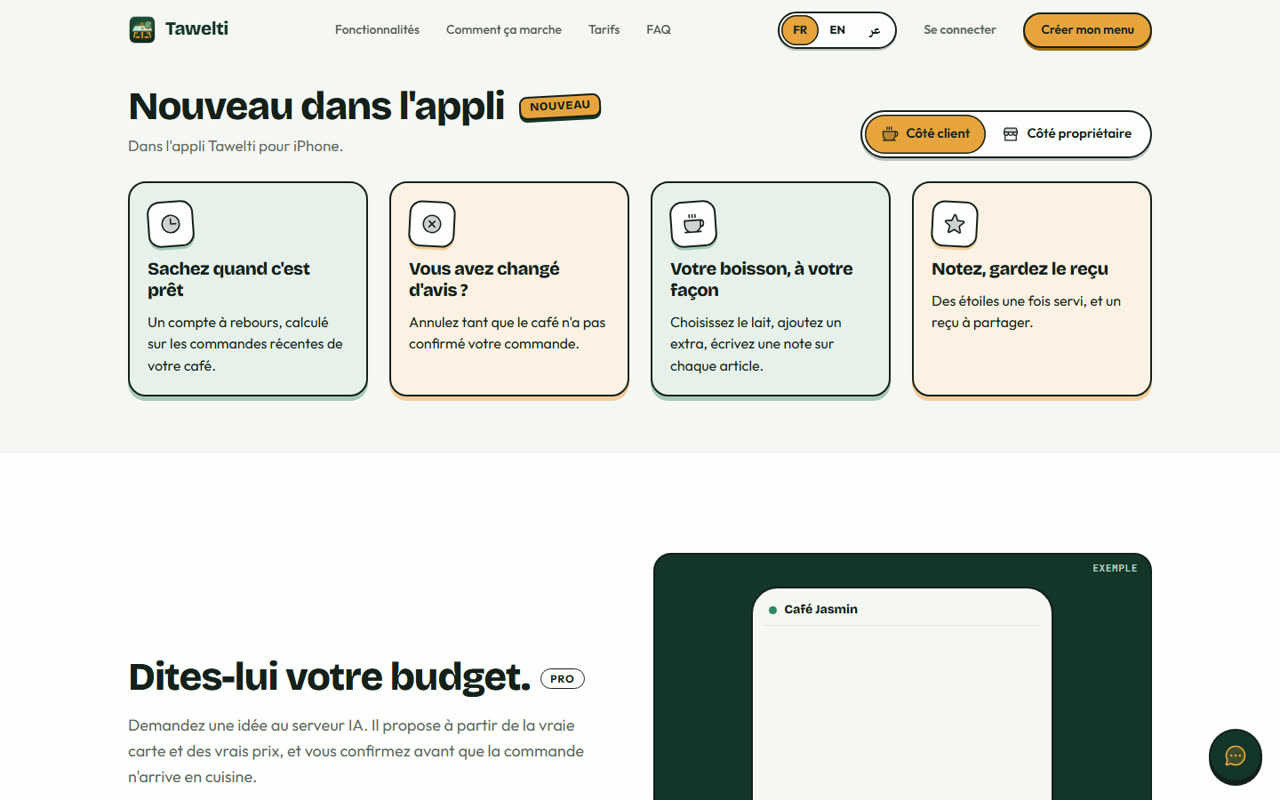 Tawelti
Fonctionnalités
Comment ça marche
Tarifs
FAQ
FR
EN
عر
Se connecter
Créer mon menu
Nouveau dans l'appli
NOUVEAU
Dans l'appli Tawelti pour iPhone.
Côté client
Côté propriétaire
Sachez quand c'est
prêt
Un compte à rebours, calculé
sur les commandes récentes de
votre café.
Vous avez changé
d'avis ?
Annulez tant que le café n'a pas
confirmé votre commande.
Votre boisson, à votre
façon
Choisissez le lait, ajoutez un
extra, écrivez une note sur
chaque article.
Notez, gardez le reçu
Des étoiles une fois servi, et un
reçu à partager.
Dites-lui votre budget.
PRO
Demandez une idée au serveur IA. Il propose à partir de la vraie
carte et des vrais prix, et vous confirmez avant que la commande
n'arrive en cuisine.
EXEMPLE
Café Jasmin